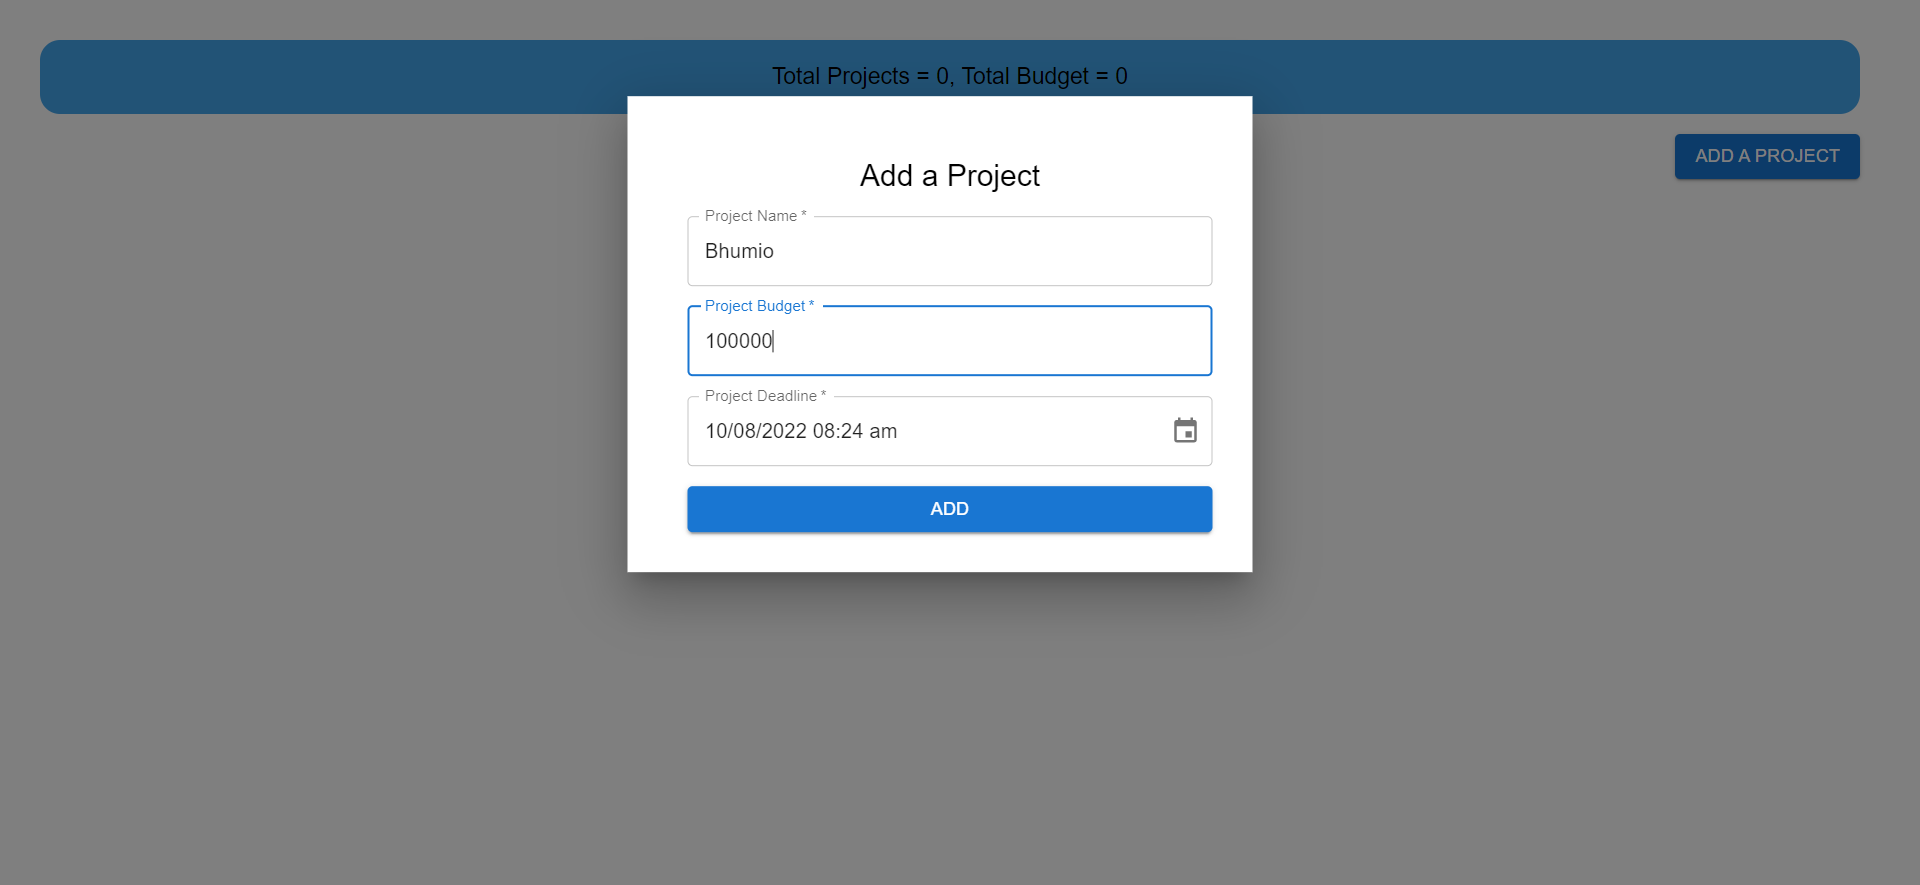 Total Projects = 0, Total Budget = 0
ADD A PROJECT
Add a Project
Project Name *
Bhumio
Project Budget *
100000
Project Deadline *
10/08/2022 08:24 am
ADD